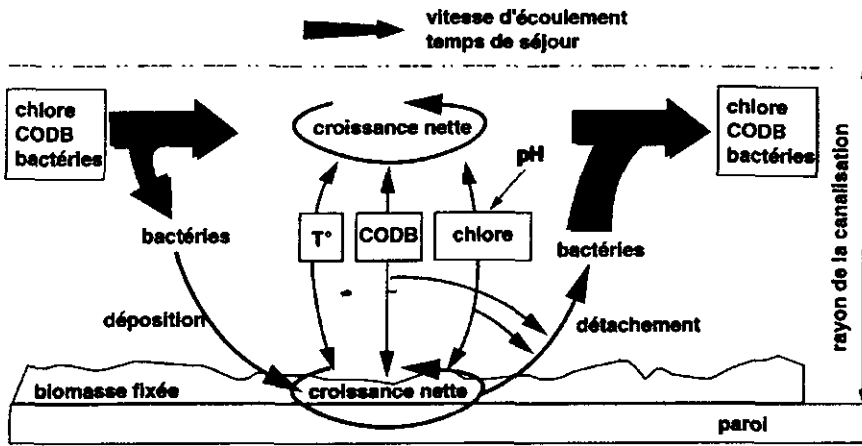 vitesse d'écoulement
temps de séjour
chlore
CODB
bactéries
croissance nette
chlore
CODB
bactéries
pH
T°
CODB
chlore
bactéries
bactéries
déposition
détachement
rayon de la canalisation
biomasse fixée
croissance nette
paroi